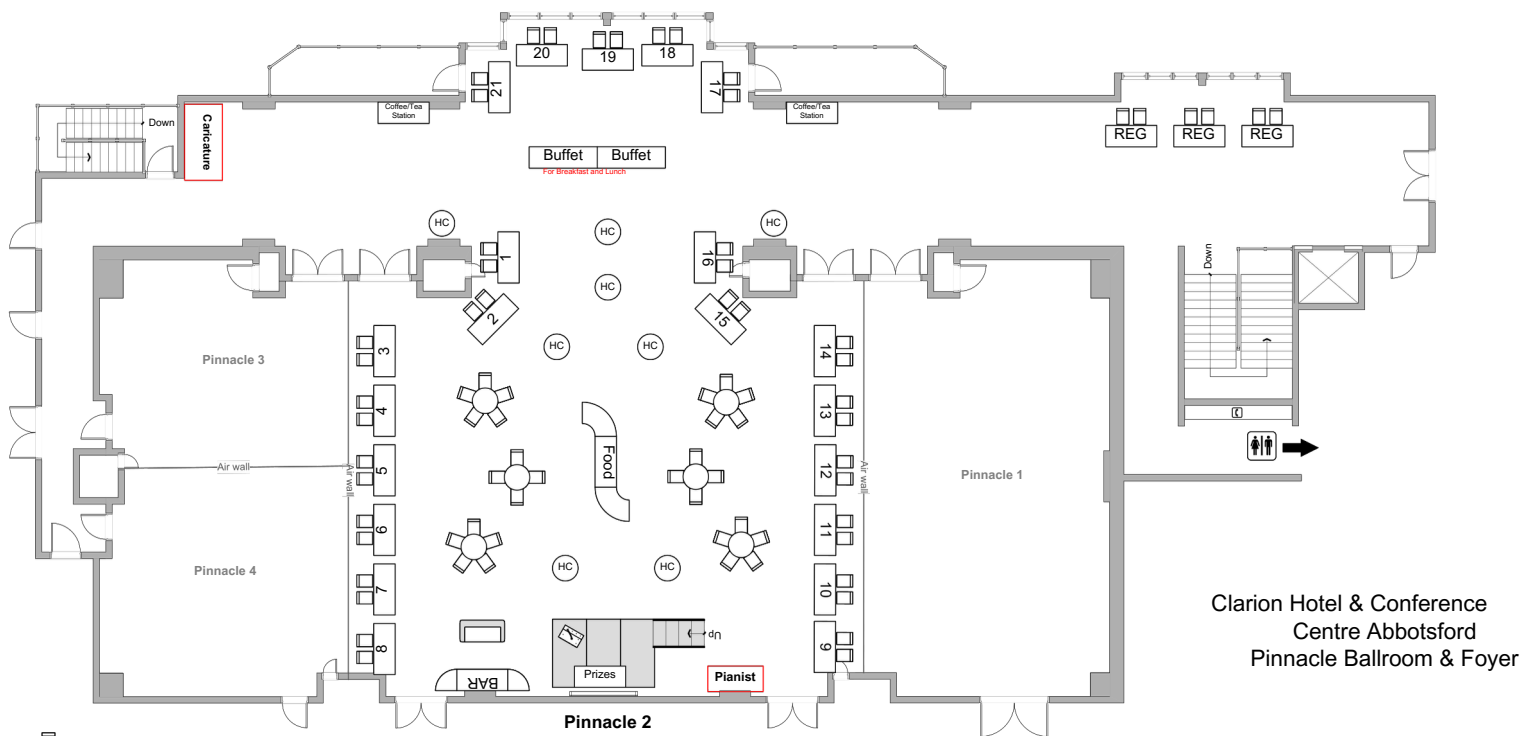 20
19
18
21
17
Coffee/Tea
Station
Coffee/Tea
Station
Down
Caricature
REG
REG
REG
Buffet
Buffet
For Breakfast and Lunch
HC
HC
HC
1
16
Down
HC
2
15
HC
HC
3
14
Pinnacle 3
4
13
Food
5
12
Air wall
Air wall
Air wall
Pinnacle 1
6
11
Pinnacle 4
HC
HC
7
10
8
9
Up
BAR
Prizes
Pianist
Pinnacle 2
Clarion Hotel & Conference
Centre Abbotsford
Pinnacle Ballroom & Foyer